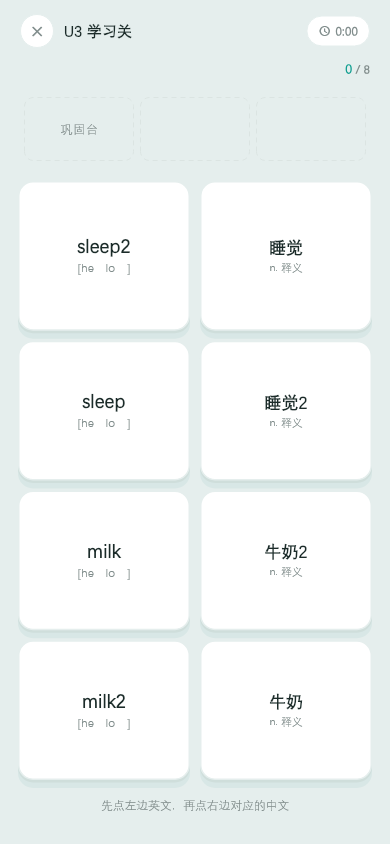 U3 学习关
0:00
0 / 8
巩固台
sleep2
[he lo ]
睡觉
n. 释义
sleep
[he lo ]
睡觉2
n. 释义
milk
[he lo ]
牛奶2
n. 释义
milk2
[he lo ]
牛奶
n. 释义
先点左边英文，再点右边对应的中文